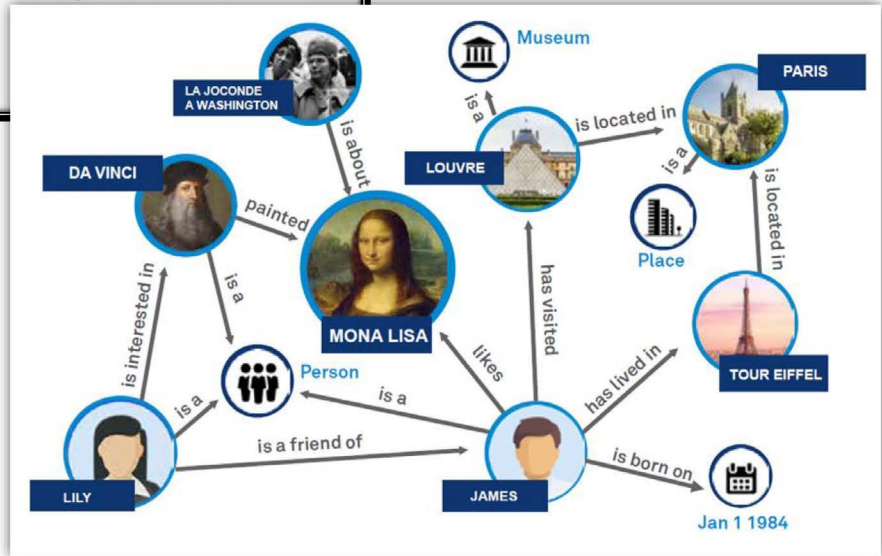 Museum
PARIS
LA JOCONDE
A WASHINGTON
is a
is located in
is about
LOUVRE
is a
DA VINCI
painted
is located in
Place
is a
has visited
is interested in
MONA LISA
likes
Person
has lived in
TOUR EIFFEL
is a
is a
is a friend of
is born on
LILY
JAMES
Jan 1 1984